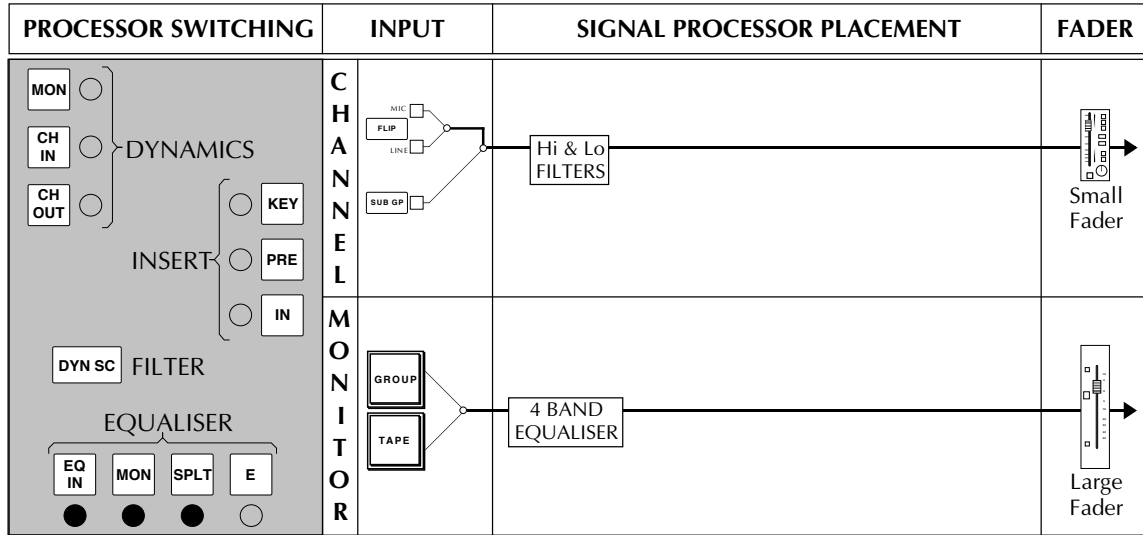 PROCESSOR SWITCHING
INPUT
SIGNAL PROCESSOR PLACEMENT
FADER
MON
CH
IN
CH
OUT
DYNAMICS
KEY
PRE
IN
INSERT
DYN SC
FILTER
EQUALISER
EQ
IN
MON
SPLT
E
CHANNEL
MIC
FLIP
LINE
SUB GP
Hi & Lo
FILTERS
Small
Fader
MONITOR
GROUP
TAPE
4 BAND
EQUALISER
Large
Fader